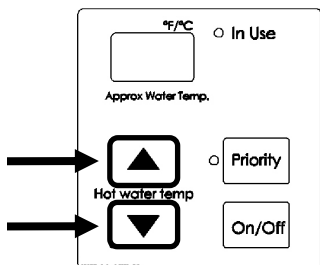 °F/°C
In Use
Approx Water Temp.
Priority
Hot water temp
On/Off